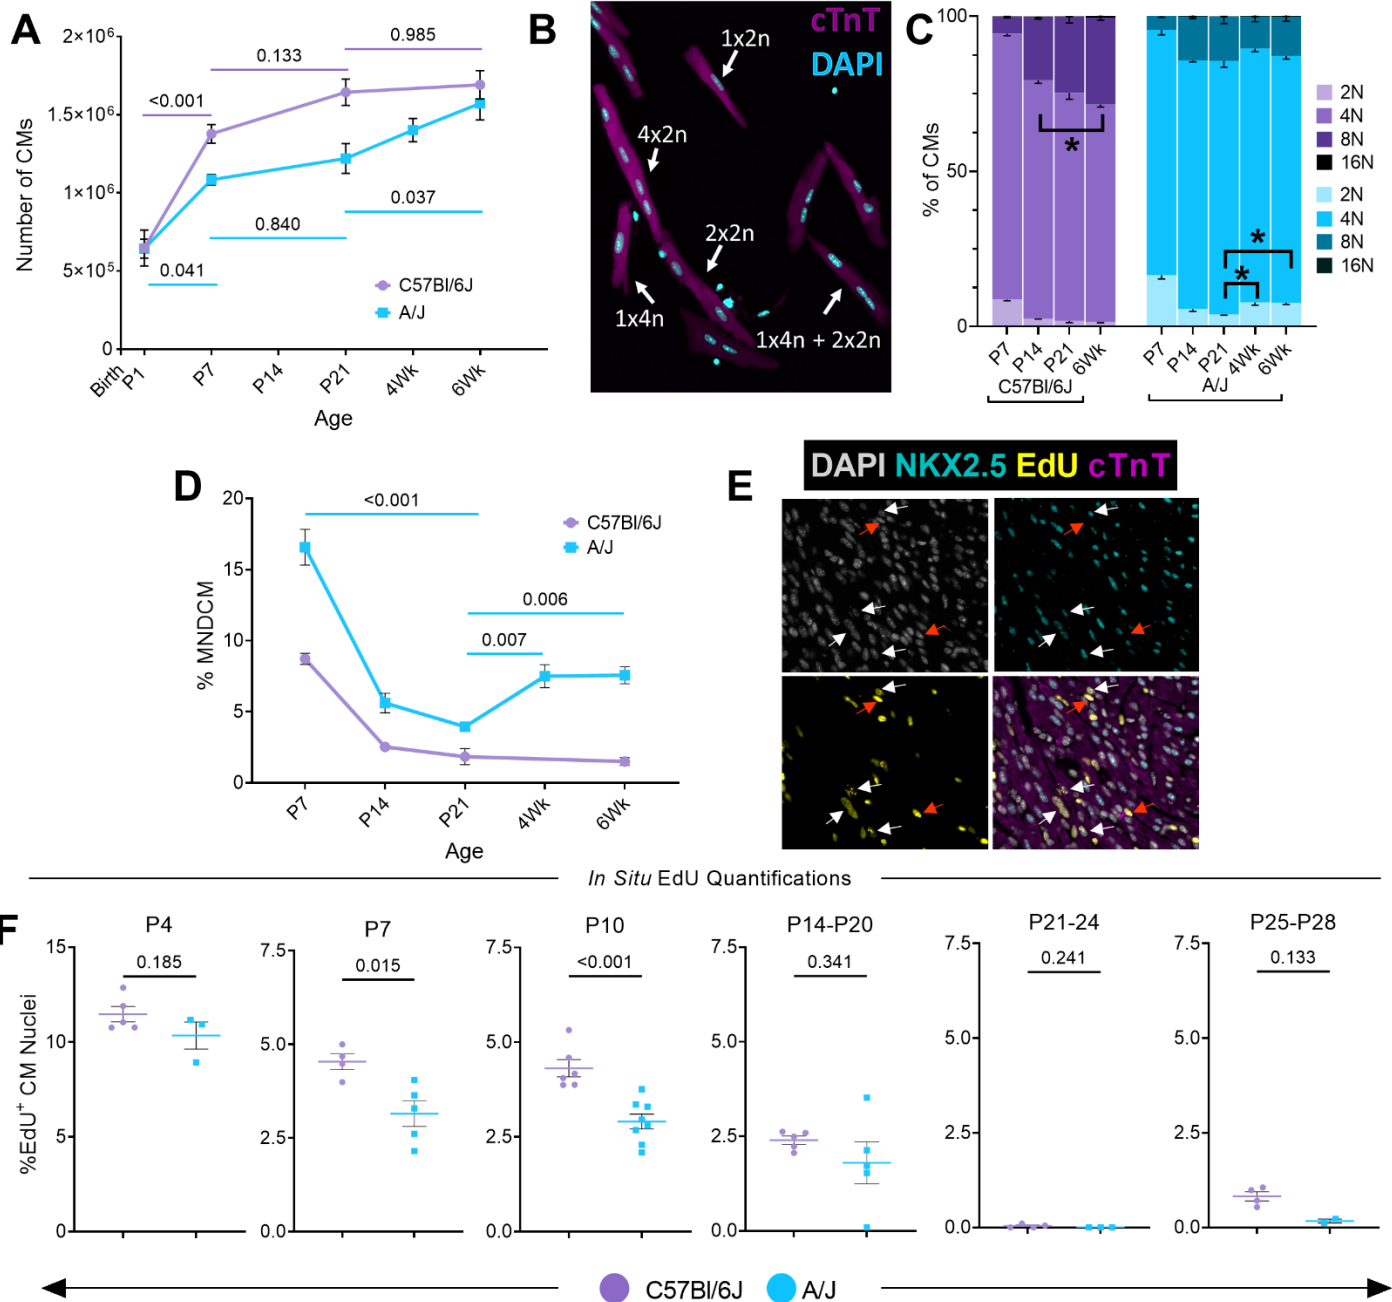 A
2×10⁶
1.5×10⁶
1×10⁶
5×10⁵
0
Number of CMs
<0.001
0.133
0.985
0.041
0.840
0.037
C57Bl/6J
A/J
Birth
P1
P7
P14
P21
4Wk
6Wk
Age
B
cTnT
DAPI
1x2n
4x2n
2x2n
1x4n
1x4n + 2x2n
C
100
50
0
% of CMs
*
*
*
P7
P14
P21
6Wk
C57Bl/6J
P7
P14
P21
4Wk
6Wk
A/J
2N
4N
8N
16N
2N
4N
8N
16N
D
20
15
10
5
0
% MNDCM
<0.001
0.006
0.007
C57Bl/6J
A/J
P7
P14
P21
4Wk
6Wk
Age
E
DAPI NKX2.5 EdU cTnT
In Situ EdU Quantifications
F
%EdU⁺ CM Nuclei
P4
15
10
5
0
0.185
P7
7.5
5.0
2.5
0.0
0.015
P10
7.5
5.0
2.5
0.0
<0.001
P14-P20
7.5
5.0
2.5
0.0
0.341
P21-24
7.5
5.0
2.5
0.0
0.241
P25-P28
7.5
5.0
2.5
0.0
0.133
C57Bl/6J
A/J